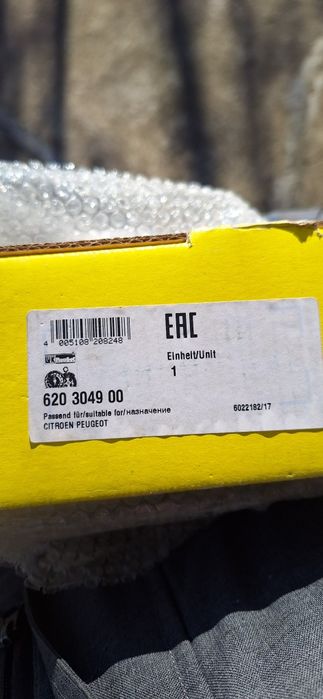 4 005108 208248
EAC
Einheit/Unit
1
620 3049 00
Passend für/suitable for/назначение
CITROEN PEUGEOT
6022182/17